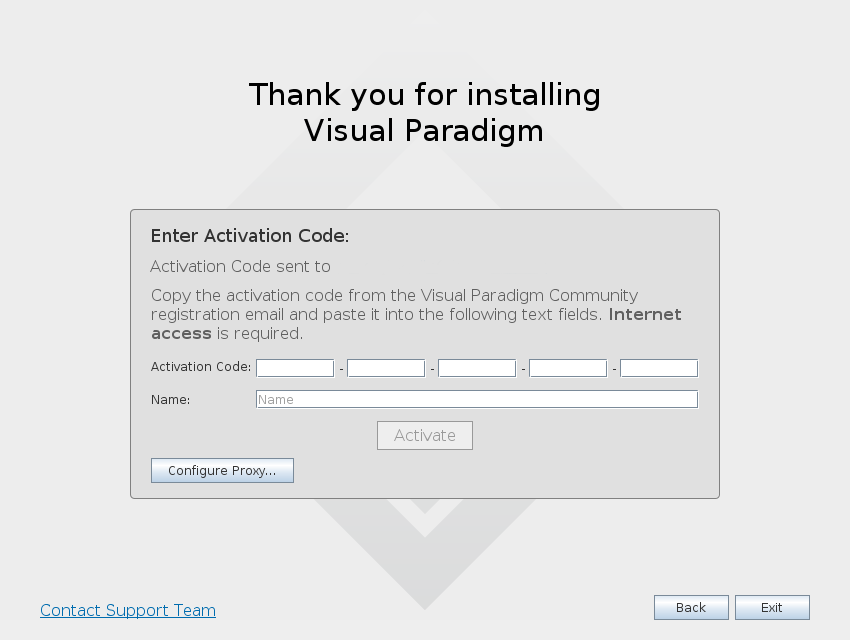 Thank you for installing
Visual Paradigm
Enter Activation Code:
Activation Code sent to
Copy the activation code from the Visual Paradigm Community
registration email and paste it into the following text fields. Internet
access is required.
Activation Code: - - - -
Name: Name
Activate
Configure Proxy...
Contact Support Team Back Exit